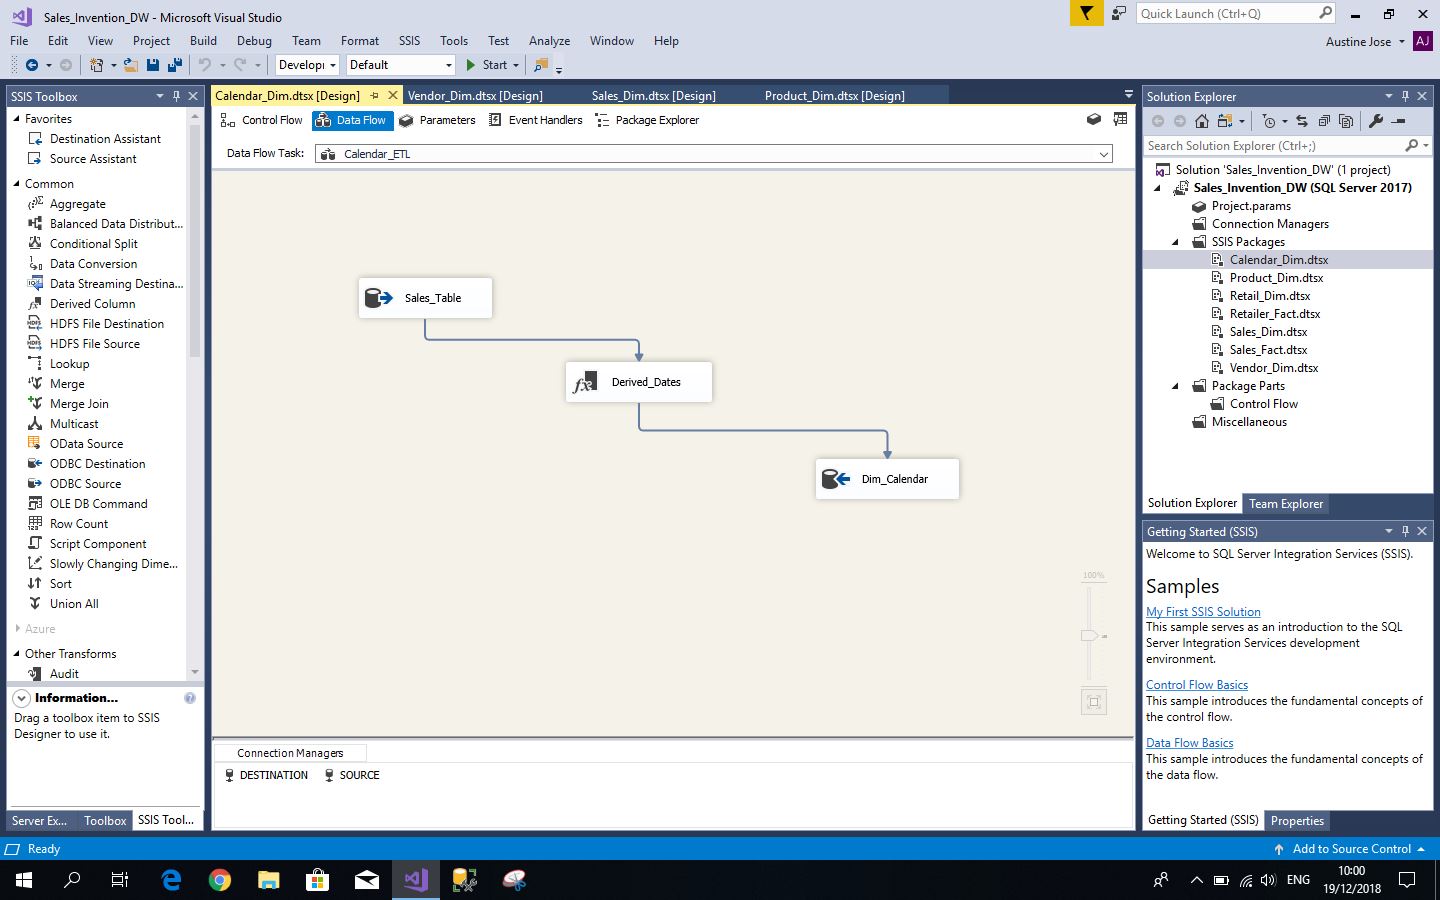 Sales_Invention_DW - Microsoft Visual Studio
Quick Launch (Ctrl+Q)
File Edit View Project Build Debug Team Format SSIS Tools Test Analyze Window Help
Austine Jose AJ
Developi Default Start
SSIS Toolbox
Favorites
Destination Assistant
Source Assistant
Common
Aggregate
Balanced Data Distribut...
Conditional Split
Data Conversion
Data Streaming Destina...
Derived Column
HDFS File Destination
HDFS File Source
Lookup
Merge
Merge Join
Multicast
OData Source
ODBC Destination
ODBC Source
OLE DB Command
Row Count
Script Component
Slowly Changing Dime...
Sort
Union All
Azure
Other Transforms
Audit
Information...
Drag a toolbox item to SSIS
Designer to use it.
Server Ex... Toolbox SSIS Tool...
Calendar_Dim.dtsx [Design] Vendor_Dim.dtsx [Design] Sales_Dim.dtsx [Design] Product_Dim.dtsx [Design]
Control Flow Data Flow Parameters Event Handlers Package Explorer
Data Flow Task: Calendar_ETL
Sales_Table
Derived_Dates
Dim_Calendar
100%
Connection Managers
DESTINATION SOURCE
Solution Explorer
Search Solution Explorer (Ctrl+;)
Solution 'Sales_Invention_DW' (1 project)
Sales_Invention_DW (SQL Server 2017)
Project.params
Connection Managers
SSIS Packages
Calendar_Dim.dtsx
Product_Dim.dtsx
Retail_Dim.dtsx
Retailer_Fact.dtsx
Sales_Dim.dtsx
Sales_Fact.dtsx
Vendor_Dim.dtsx
Package Parts
Control Flow
Miscellaneous
Solution Explorer Team Explorer
Getting Started (SSIS)
Welcome to SQL Server Integration Services (SSIS).
Samples
My First SSIS Solution
This sample serves as an introduction to the SQL
Server Integration Services development
environment.
Control Flow Basics
This sample introduces the fundamental concepts of
the control flow.
Data Flow Basics
This sample introduces the fundamental concepts of
the data flow.
Getting Started (SSIS) Properties
Ready
Add to Source Control
ENG
10:00
19/12/2018